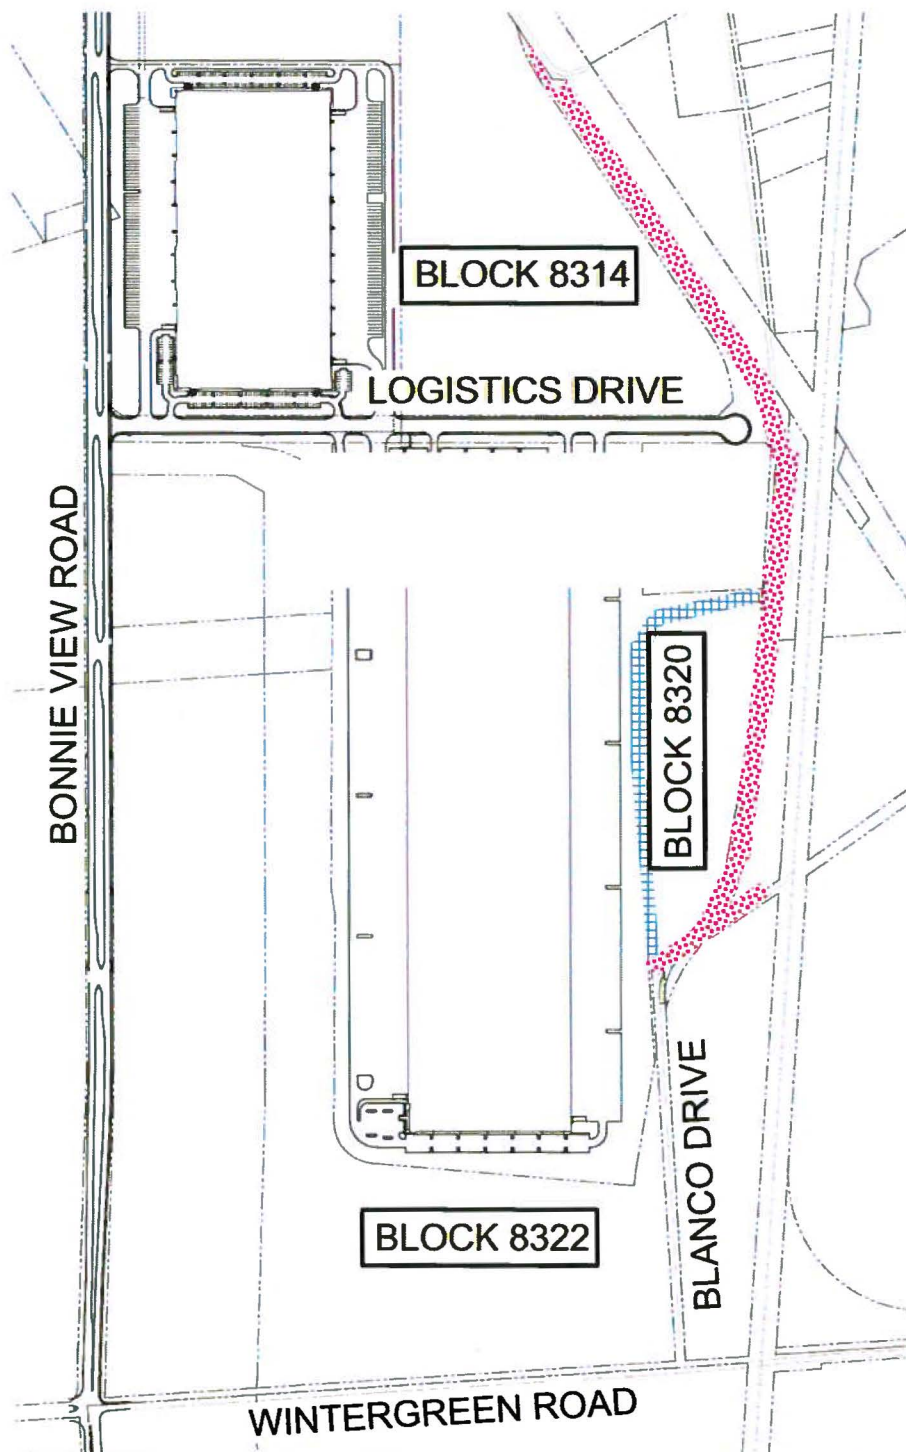 BLOCK 8314
LOGISTICS DRIVE
BONNIE VIEW ROAD
BLOCK 8320
BLANCO DRIVE
BLOCK 8322
WINTERGREEN ROAD